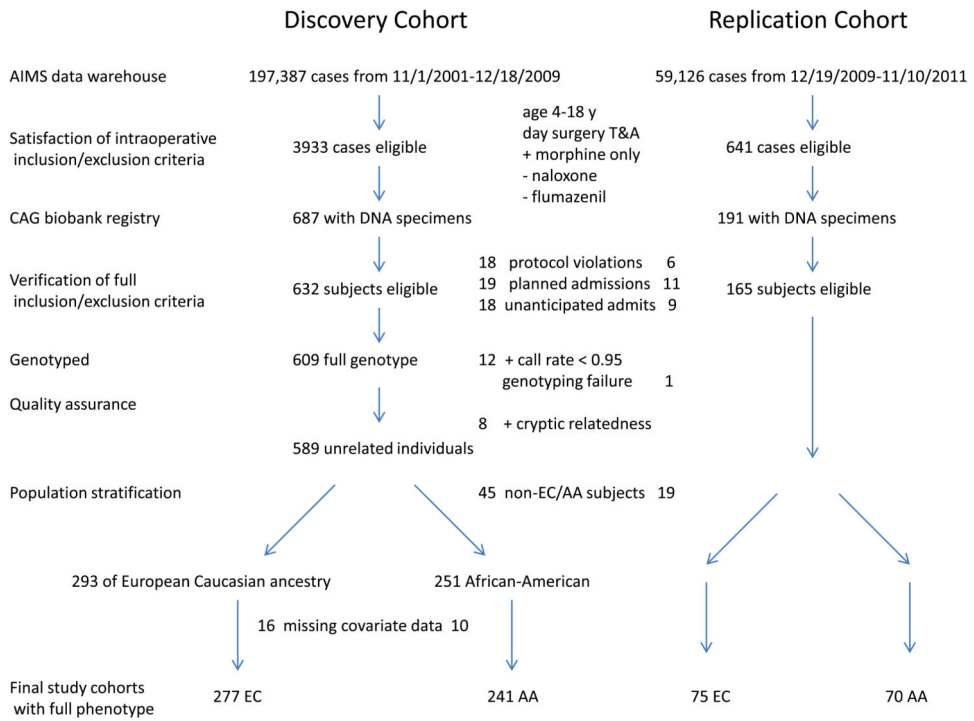 Discovery Cohort
Replication Cohort
AIMS data warehouse
197,387 cases from 11/1/2001-12/18/2009
59,126 cases from 12/19/2009-11/10/2011
age 4-18 y
day surgery T&A
+ morphine only
- naloxone
- flumazenil
Satisfaction of intraoperative
inclusion/exclusion criteria
3933 cases eligible
641 cases eligible
CAG biobank registry
687 with DNA specimens
191 with DNA specimens
Verification of full
inclusion/exclusion criteria
632 subjects eligible
18 protocol violations 6
19 planned admissions 11
18 unanticipated admits 9
165 subjects eligible
Genotyped
609 full genotype
12 + call rate < 0.95
genotyping failure 1
Quality assurance
8 + cryptic relatedness
589 unrelated individuals
Population stratification
45 non-EC/AA subjects 19
293 of European Caucasian ancestry
251 African-American
16 missing covariate data 10
Final study cohorts
with full phenotype
277 EC
241 AA
75 EC
70 AA